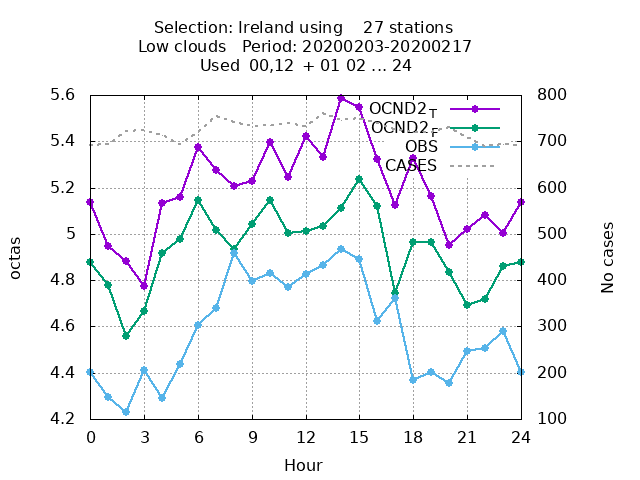 Selection: Ireland using 27 stations
Low clouds Period: 20200203-20200217
Used 00,12 + 01 02 ... 24
5.6
5.4
5.2
5
4.8
4.6
4.4
4.2
octas
800
700
600
500
400
300
200
100
No cases
OCND2T
OCND2F
OBS
CASES
0 3 6 9 12 15 18 21 24
Hour